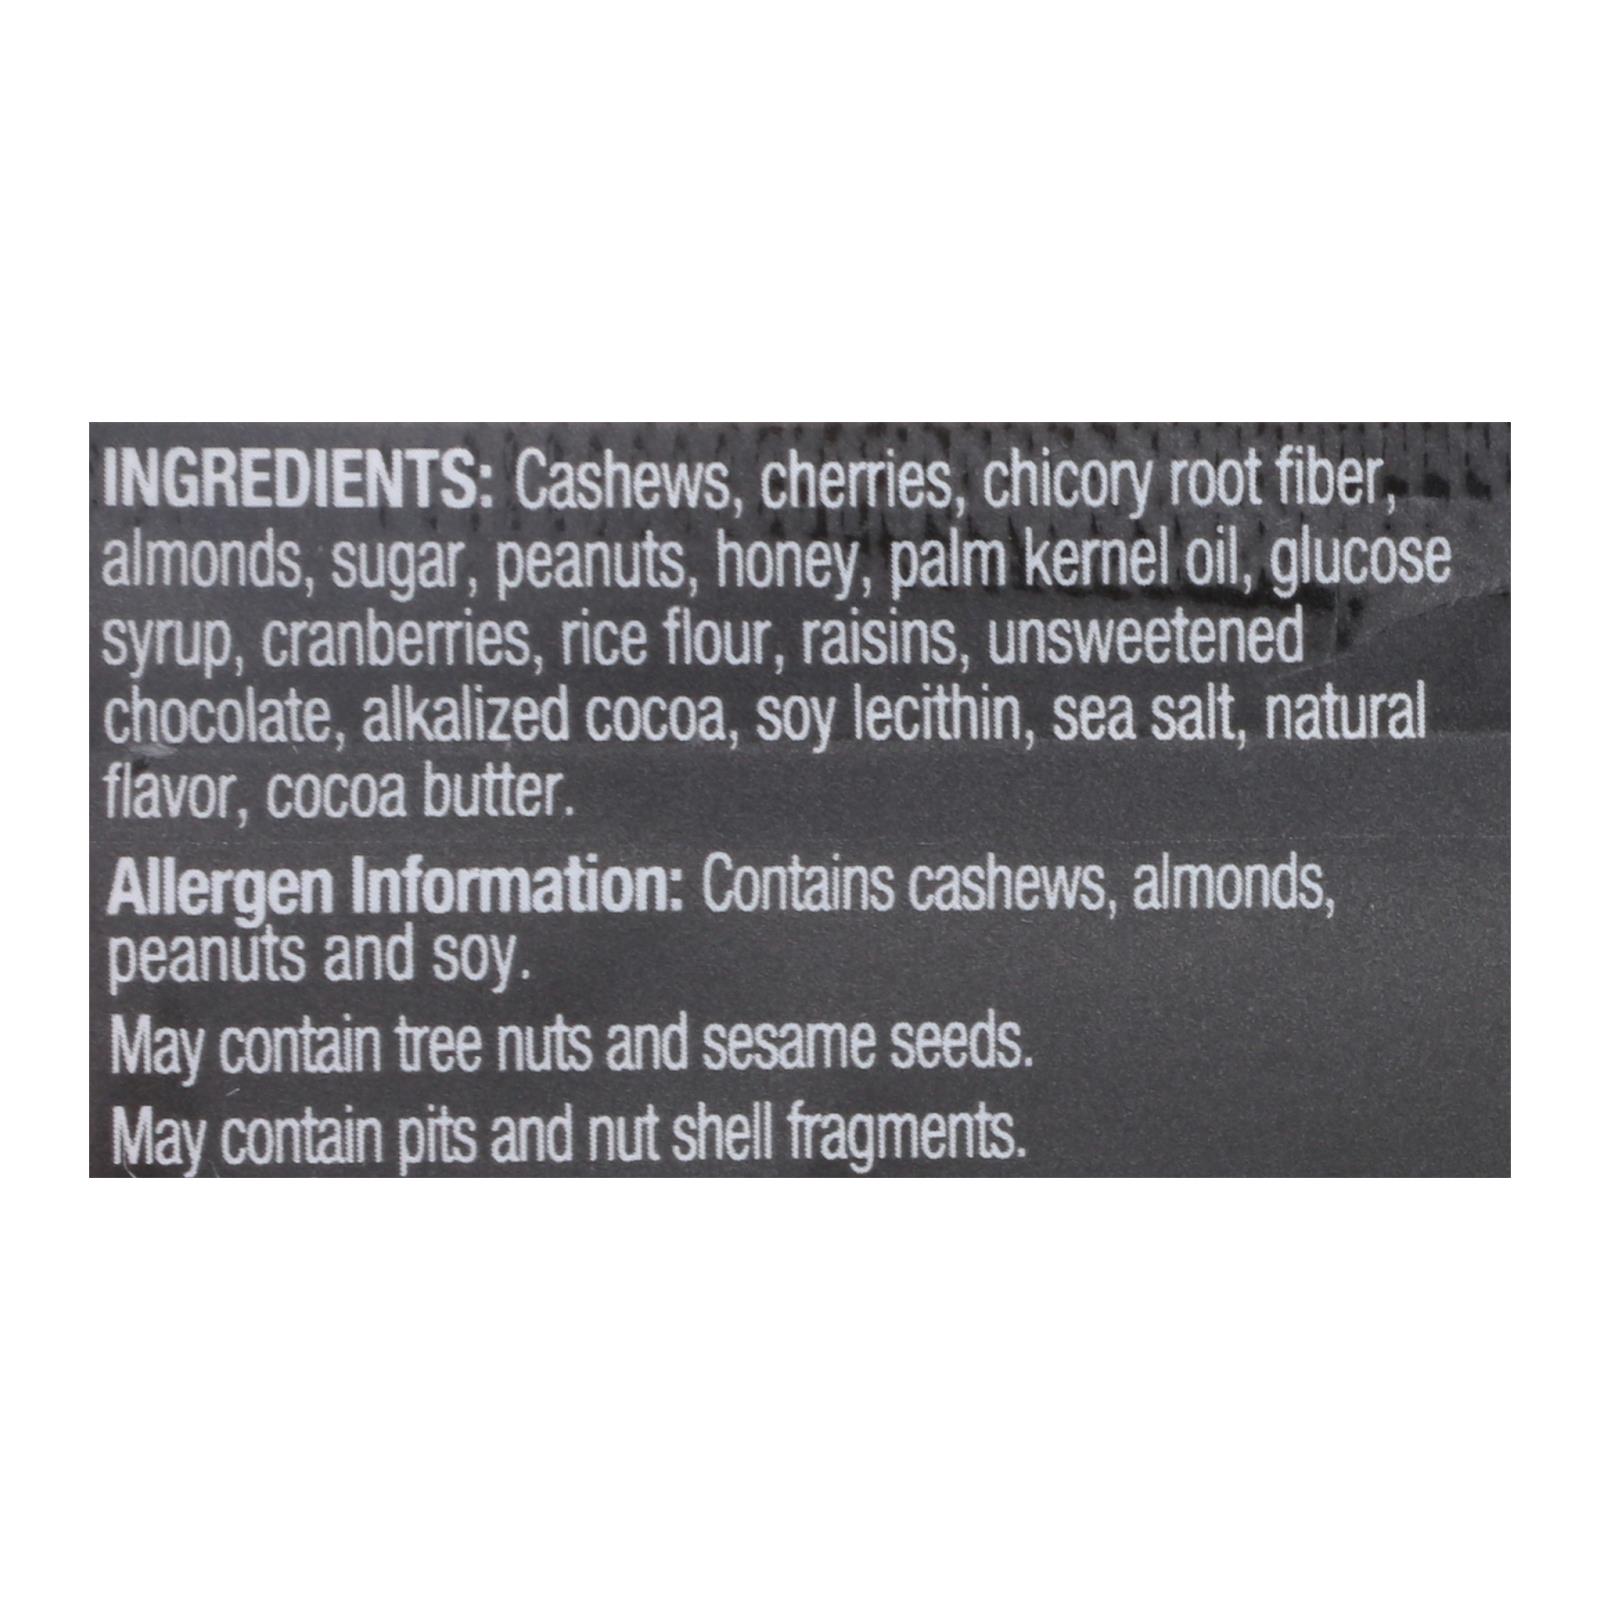 INGREDIENTS: Cashews, cherries, chicory root fiber,
almonds, sugar, peanuts, honey, palm kernel oil, glucose
syrup, cranberries, rice flour, raisins, unsweetened
chocolate, alkalized cocoa, soy lecithin, sea salt, natural
flavor, cocoa butter.
Allergen Information: Contains cashews, almonds,
peanuts and soy.
May contain tree nuts and sesame seeds.
May contain pits and nut shell fragments.